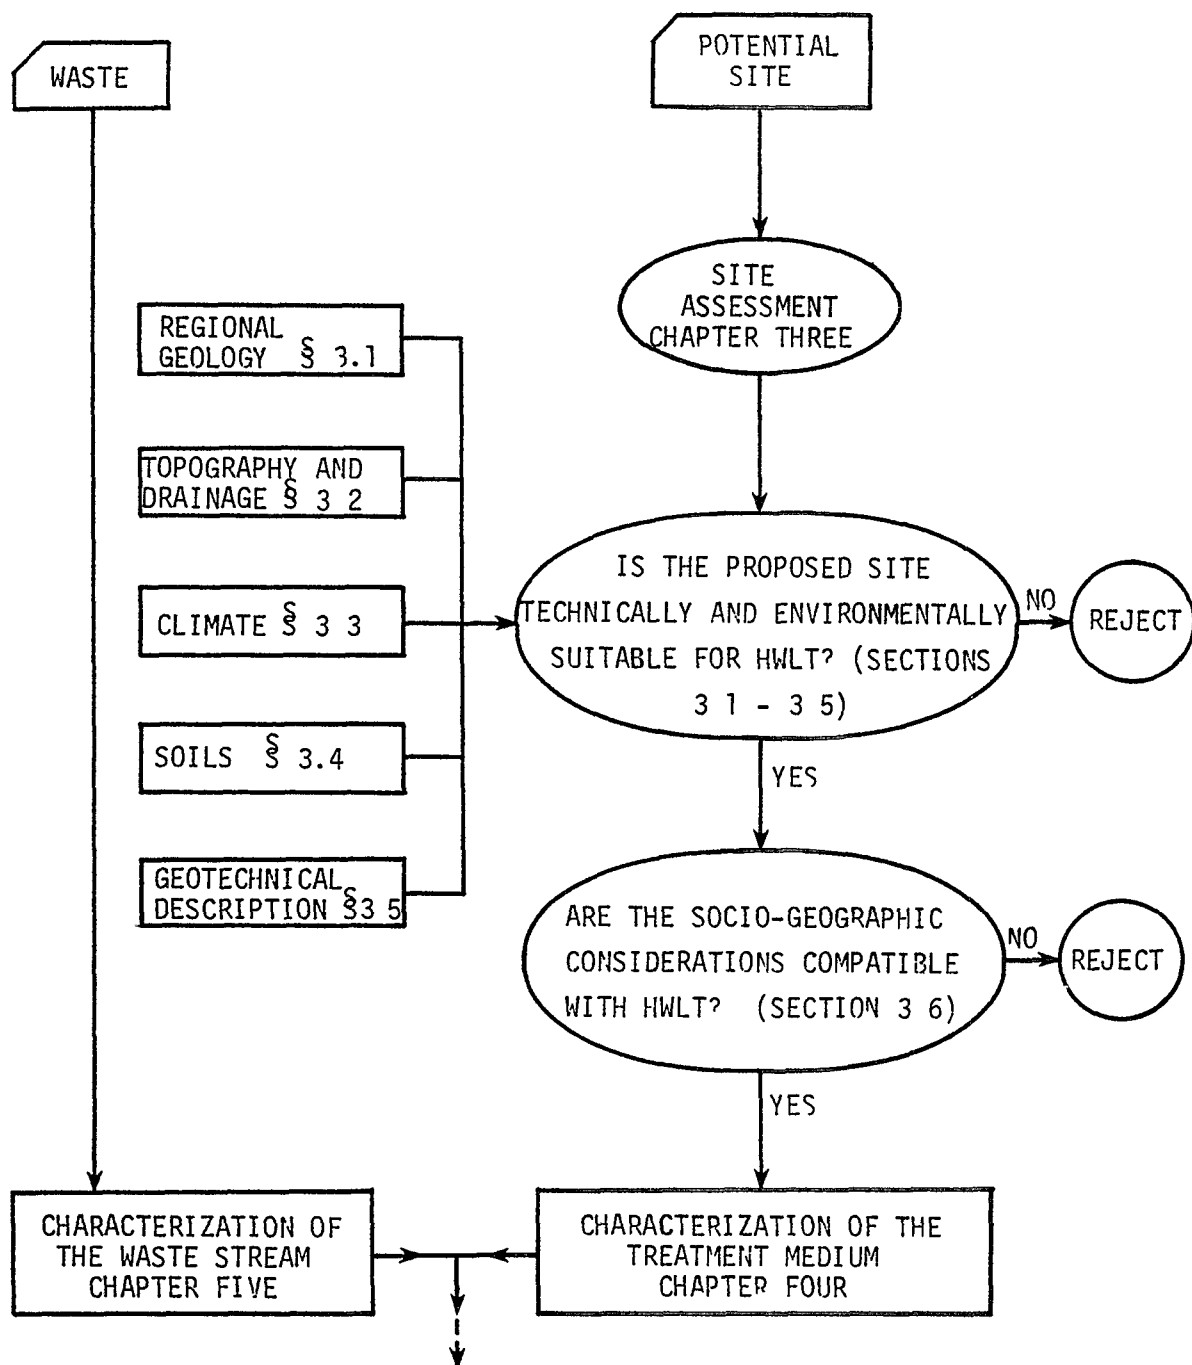 WASTE
POTENTIAL
SITE
SITE
ASSESSMENT
CHAPTER THREE
REGIONAL
GEOLOGY § 3.1
TOPOGRAPHY AND
DRAINAGE § 3 2
CLIMATE § 3 3
SOILS § 3.4
GEOTECHNICAL
DESCRIPTION §3 5
IS THE PROPOSED SITE
TECHNICALLY AND ENVIRONMENTALLY
SUITABLE FOR HWLT? (SECTIONS
3 1 - 3 5)
NO
REJECT
YES
ARE THE SOCIO-GEOGRAPHIC
CONSIDERATIONS COMPATIBLE
WITH HWLT? (SECTION 3 6)
NO
REJECT
YES
CHARACTERIZATION OF
THE WASTE STREAM
CHAPTER FIVE
CHARACTERIZATION OF THE
TREATMENT MEDIUM
CHAPTER FOUR